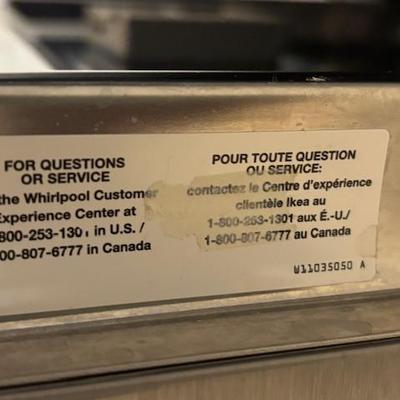 FOR QUESTIONS
OR SERVICE
the Whirlpool Customer
Experience Center at
800-253-1301 in U.S. /
00-807-6777 in Canada
POUR TOUTE QUESTION
OU SERVICE:
contactez le Centre d'expérience
clientèle Ikea au
1-800-253-1301 aux É.-U./
1-800-807-6777 au Canada
W11035050 A